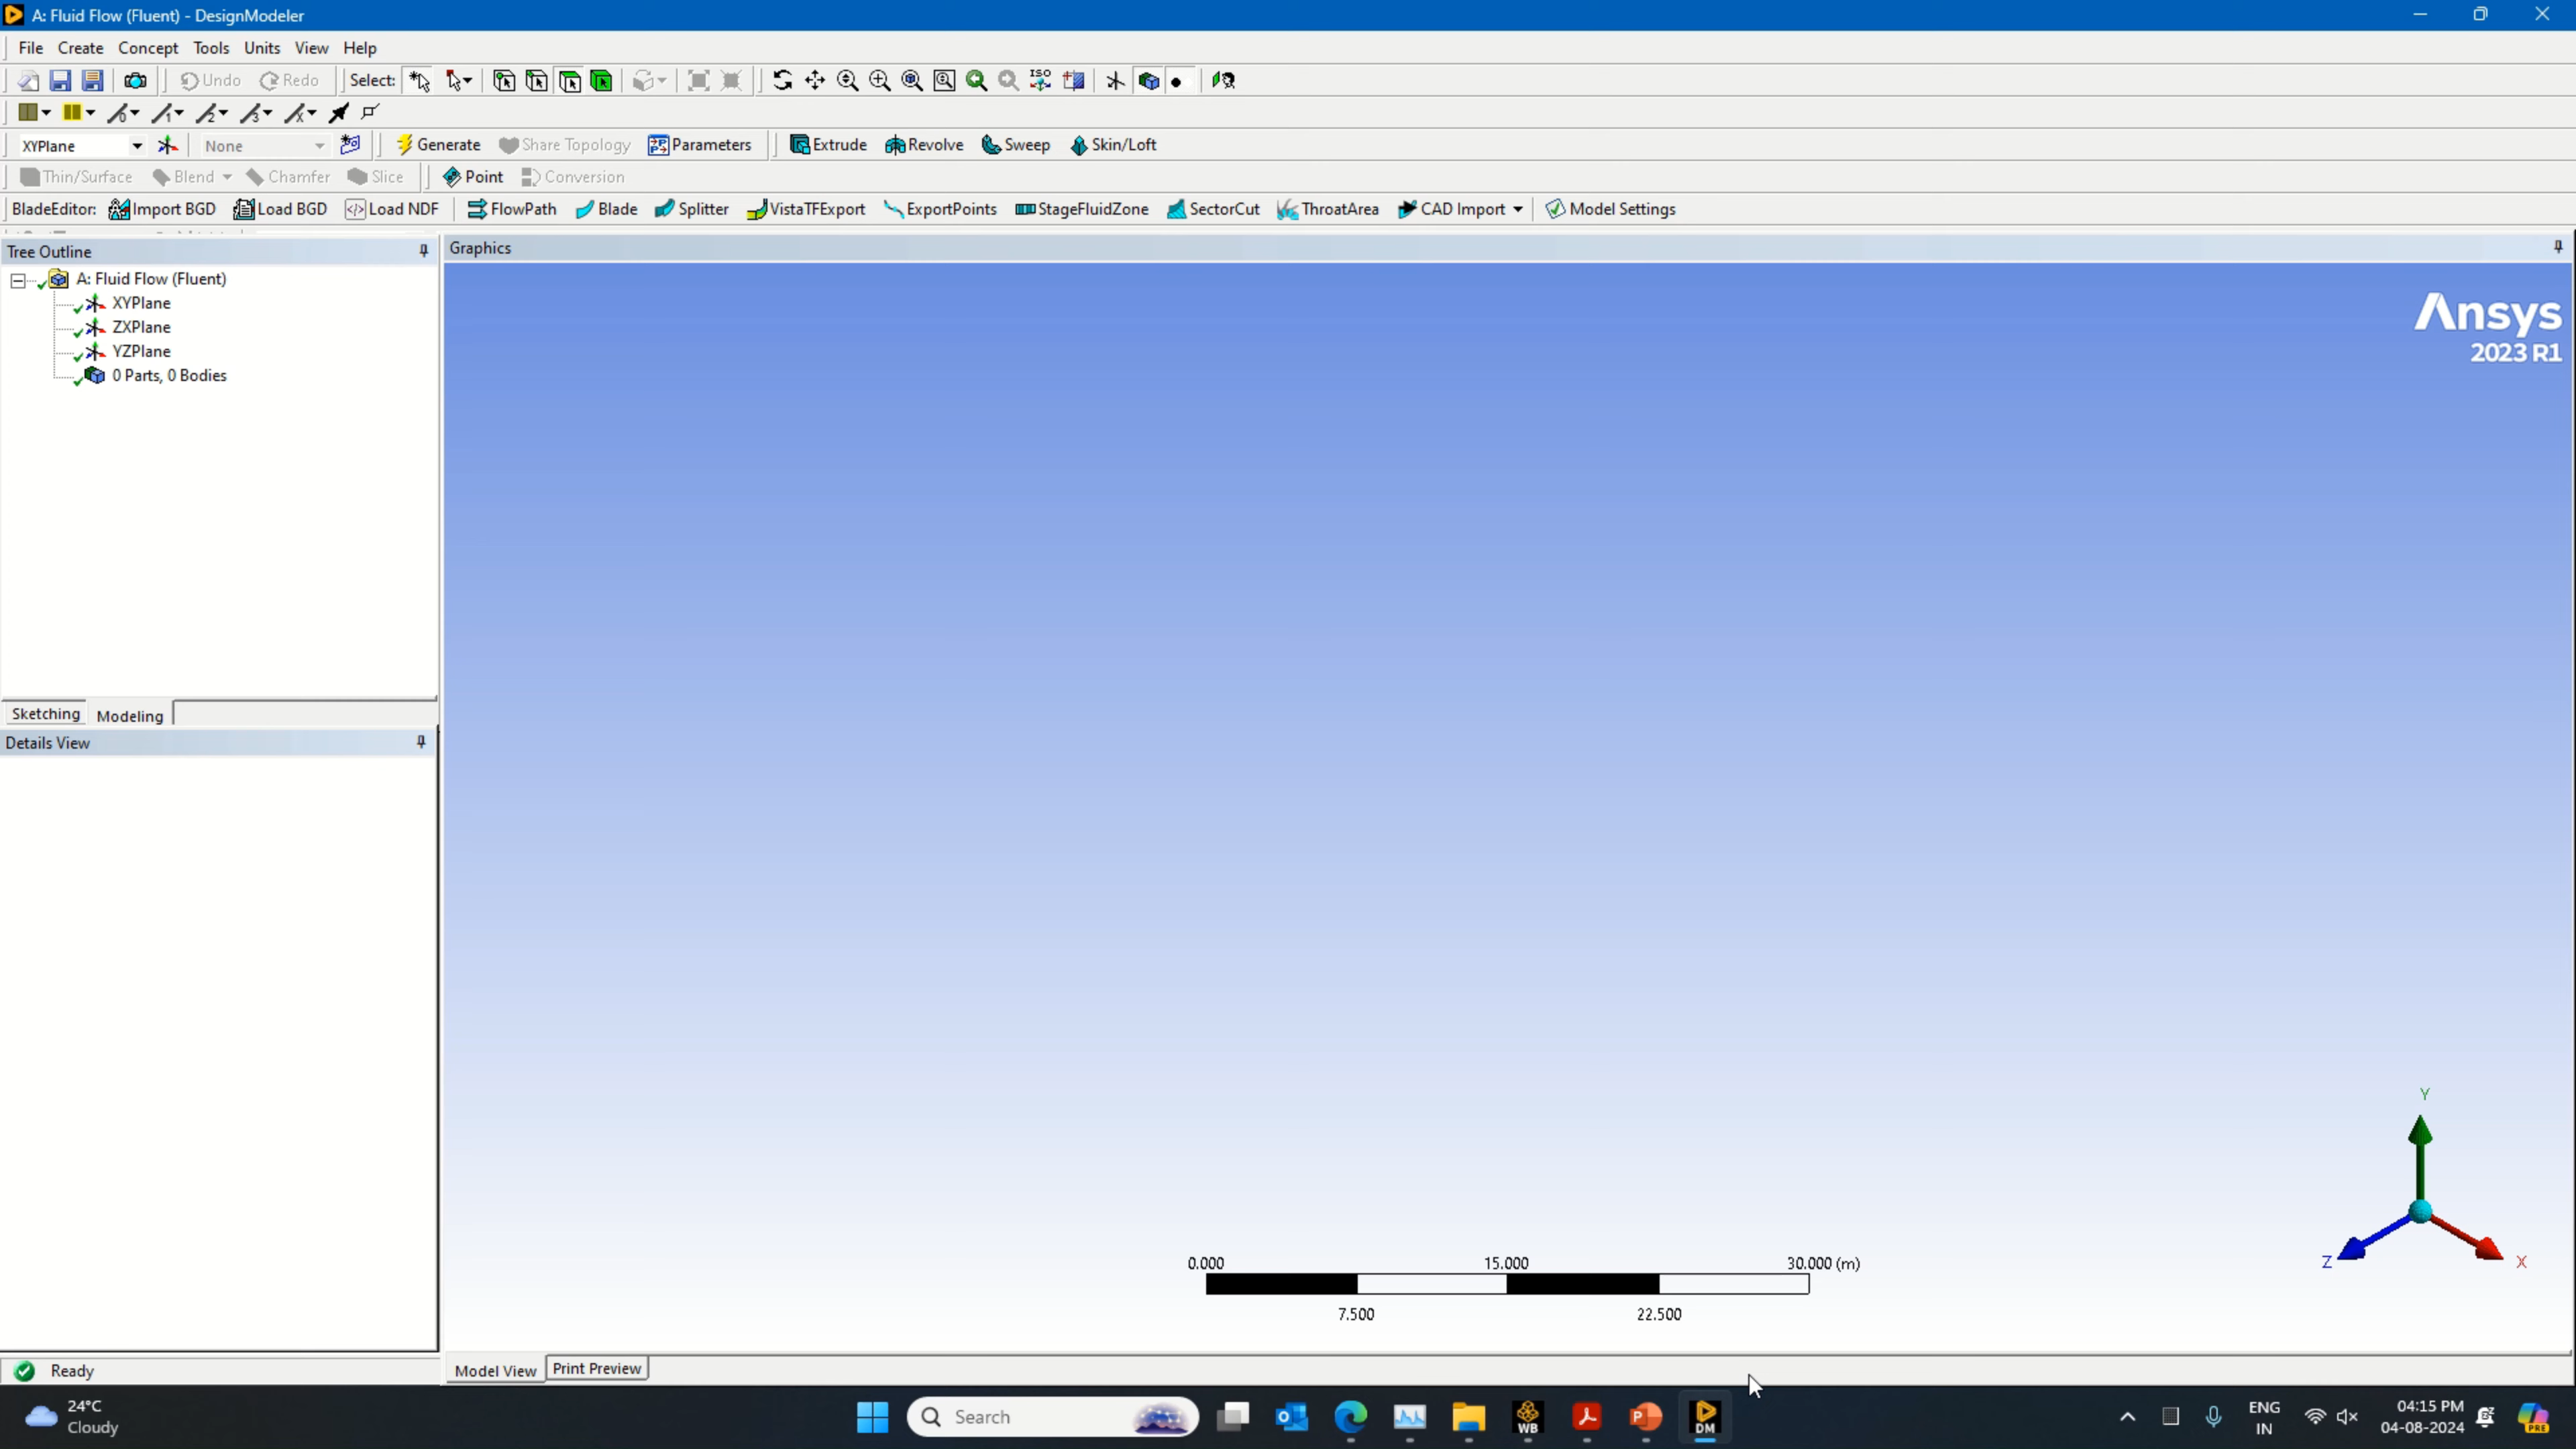 A: Fluid Flow (Fluent) - DesignModeler
File Create Concept Tools Units View Help
Undo Redo Select: ISO
XYPlane None Generate Share Topology Parameters Extrude Revolve Sweep Skin/Loft
Thin/Surface Blend Chamfer Slice Point Conversion
BladeEditor: Import BGD Load BGD Load NDF FlowPath Blade Splitter VistaTFExport ExportPoints StageFluidZone SectorCut ThroatArea CAD Import Model Settings
Tree Outline
Graphics
A: Fluid Flow (Fluent)
XYPlane
ZXPlane
YZPlane
0 Parts, 0 Bodies
Ansys
2023 R1
Sketching Modeling
Details View
Y
Z
X
0.000 15.000 30.000 (m)
7.500 22.500
Model View Print Preview
Ready
24°C
Cloudy
Search
WB
DM
ENG
IN
04:15 PM
04-08-2024
PRE